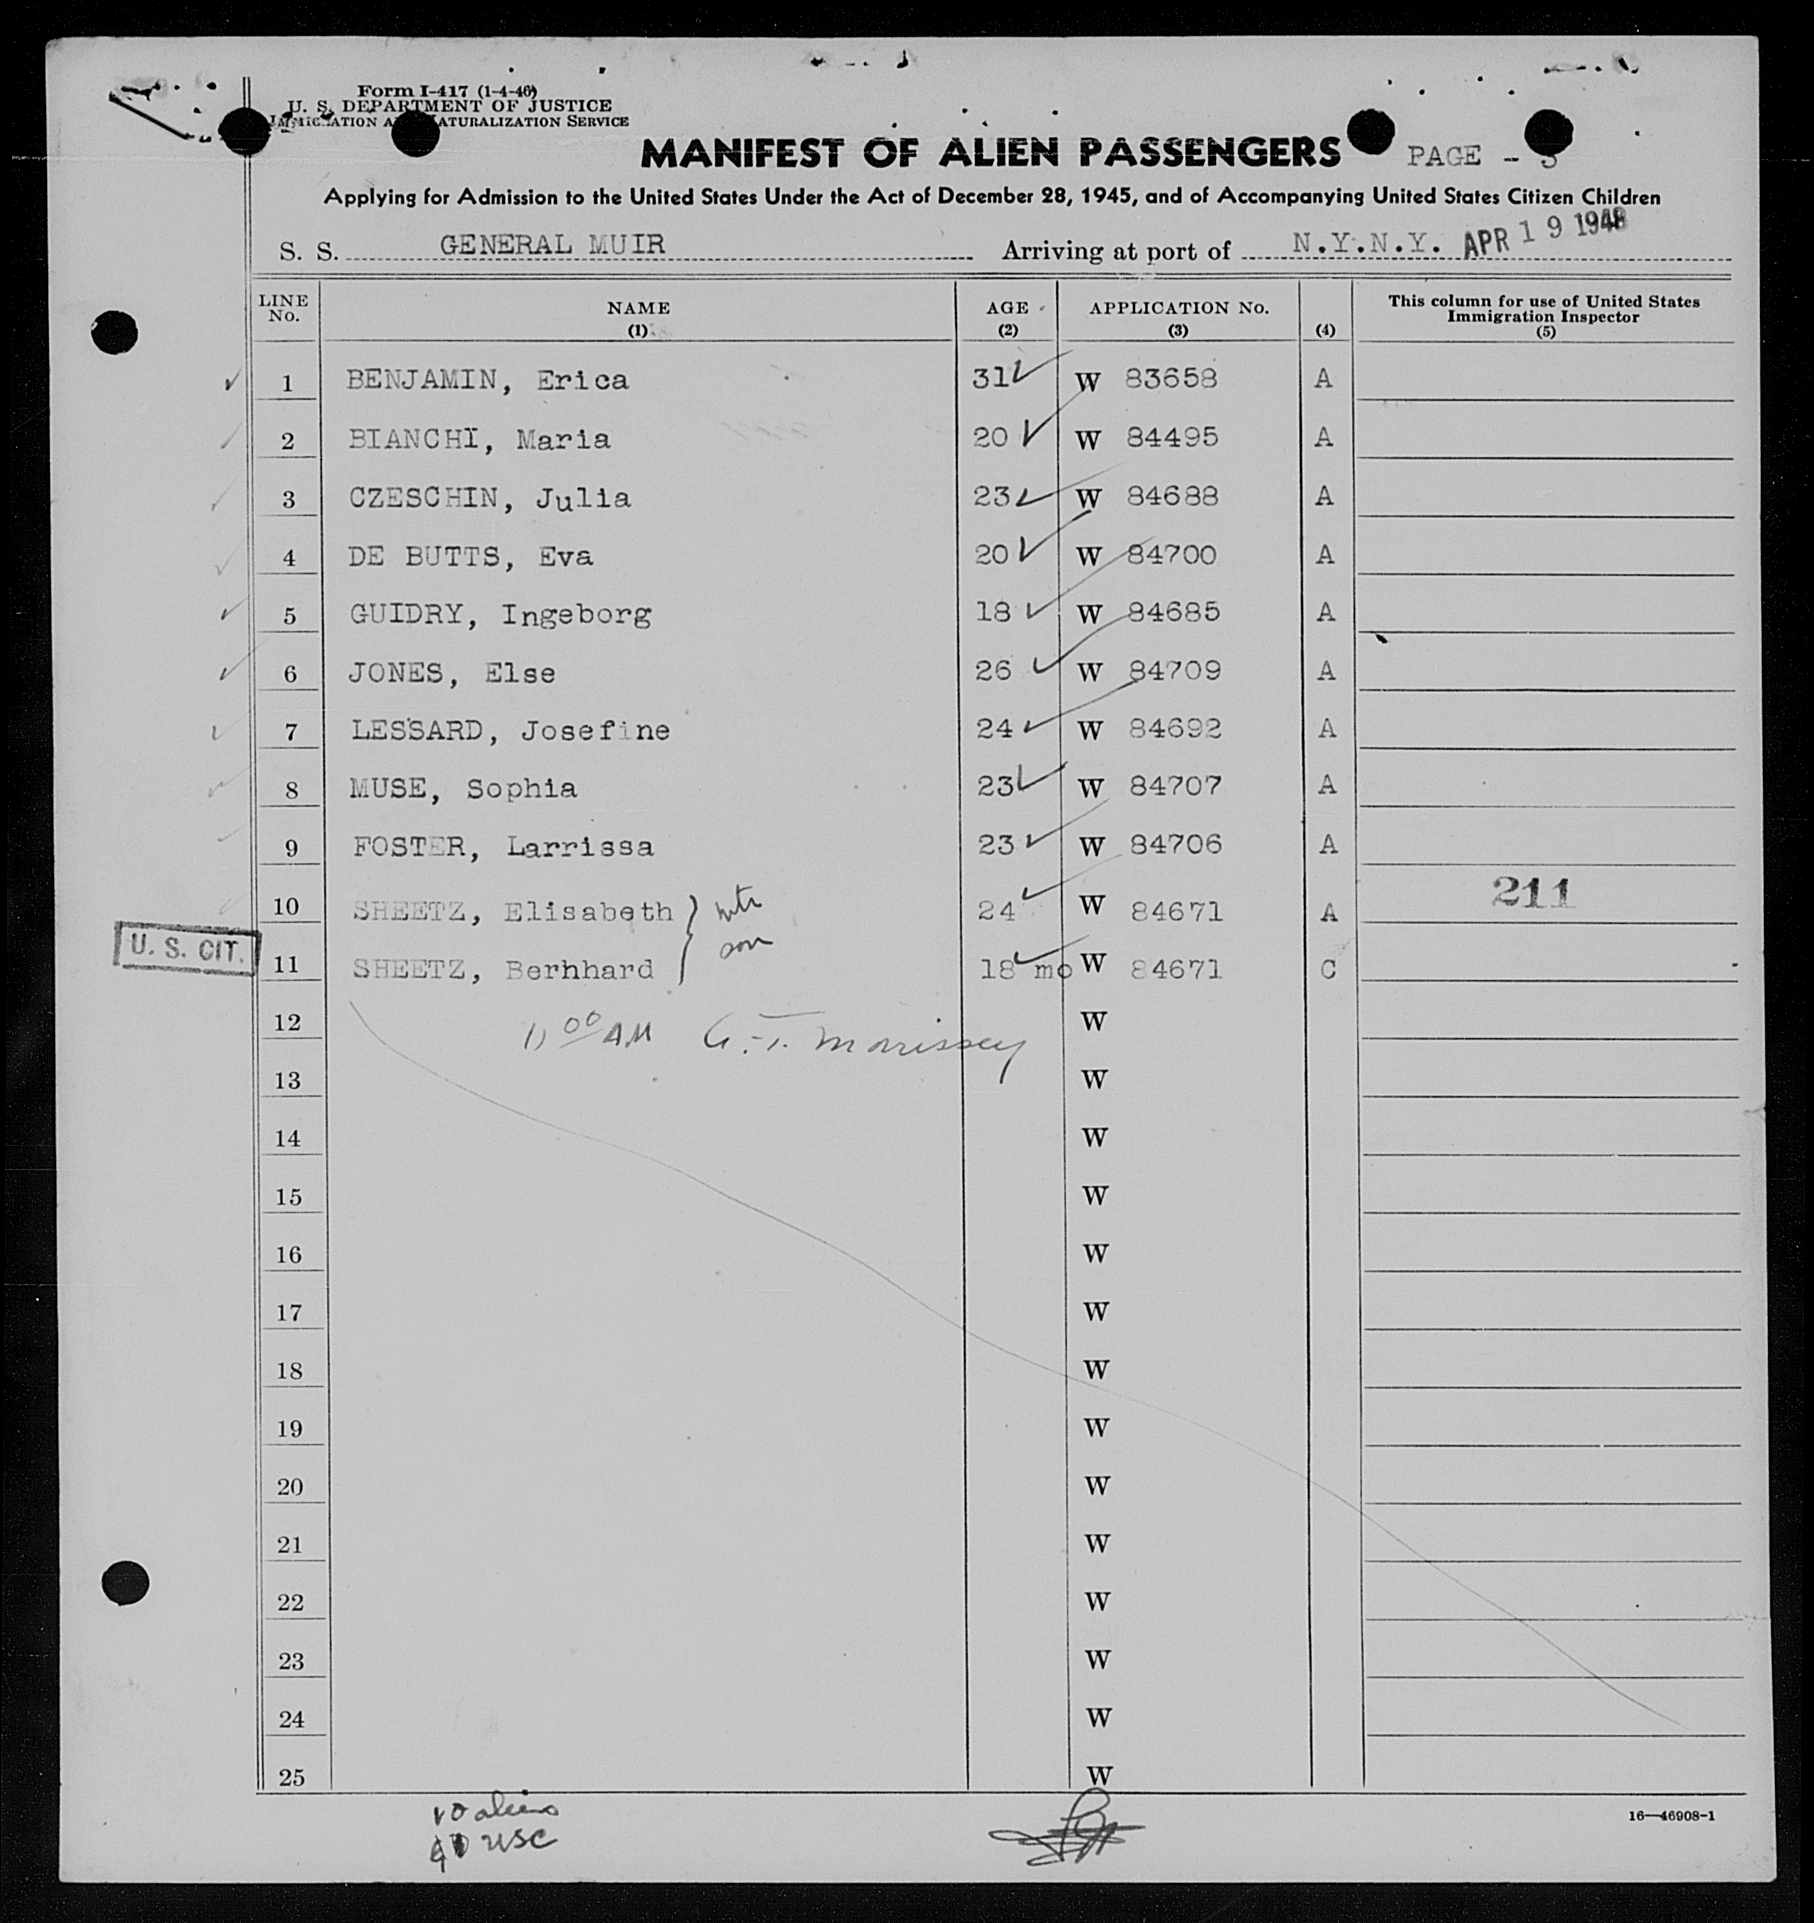 Form I-417 (1-4-46)
U. S. DEPARTMENT OF JUSTICE
IMMIGRATION AND NATURALIZATION SERVICE
MANIFEST OF ALIEN PASSENGERS PAGE - 3
Applying for Admission to the United States Under the Act of December 28, 1945, and of Accompanying United States Citizen Children
S. S. GENERAL MUIR Arriving at port of N.Y.N.Y. APR 19 1948
LINE No. NAME (1) AGE (2) APPLICATION No. (3) (4) This column for use of United States Immigration Inspector (5)
1 BENJAMIN, Erica 31 W 83658 A
2 BIANCHI, Maria 20 W 84495 A
3 CZESCHIN, Julia 23 W 84688 A
4 DE BUTTS, Eva 20 W 84700 A
5 GUIDRY, Ingeborg 18 W 84685 A
6 JONES, Else 26 W 84709 A
7 LESSARD, Josefine 24 W 84692 A
8 MUSE, Sophia 23 W 84707 A
9 FOSTER, Larrissa 23 W 84706 A
10 SHEETZ, Elisabeth 24 W 84671 A 211
U. S. CIT. 11 SHEETZ, Berhhard son 18 mo W 84671 C
12 11 00 AM G. T. Morrissey W
13 W
14 W
15 W
16 W
17 W
18 W
19 W
20 W
21 W
22 W
23 W
24 W
25 W
10 aliens
USC
16—46908-1